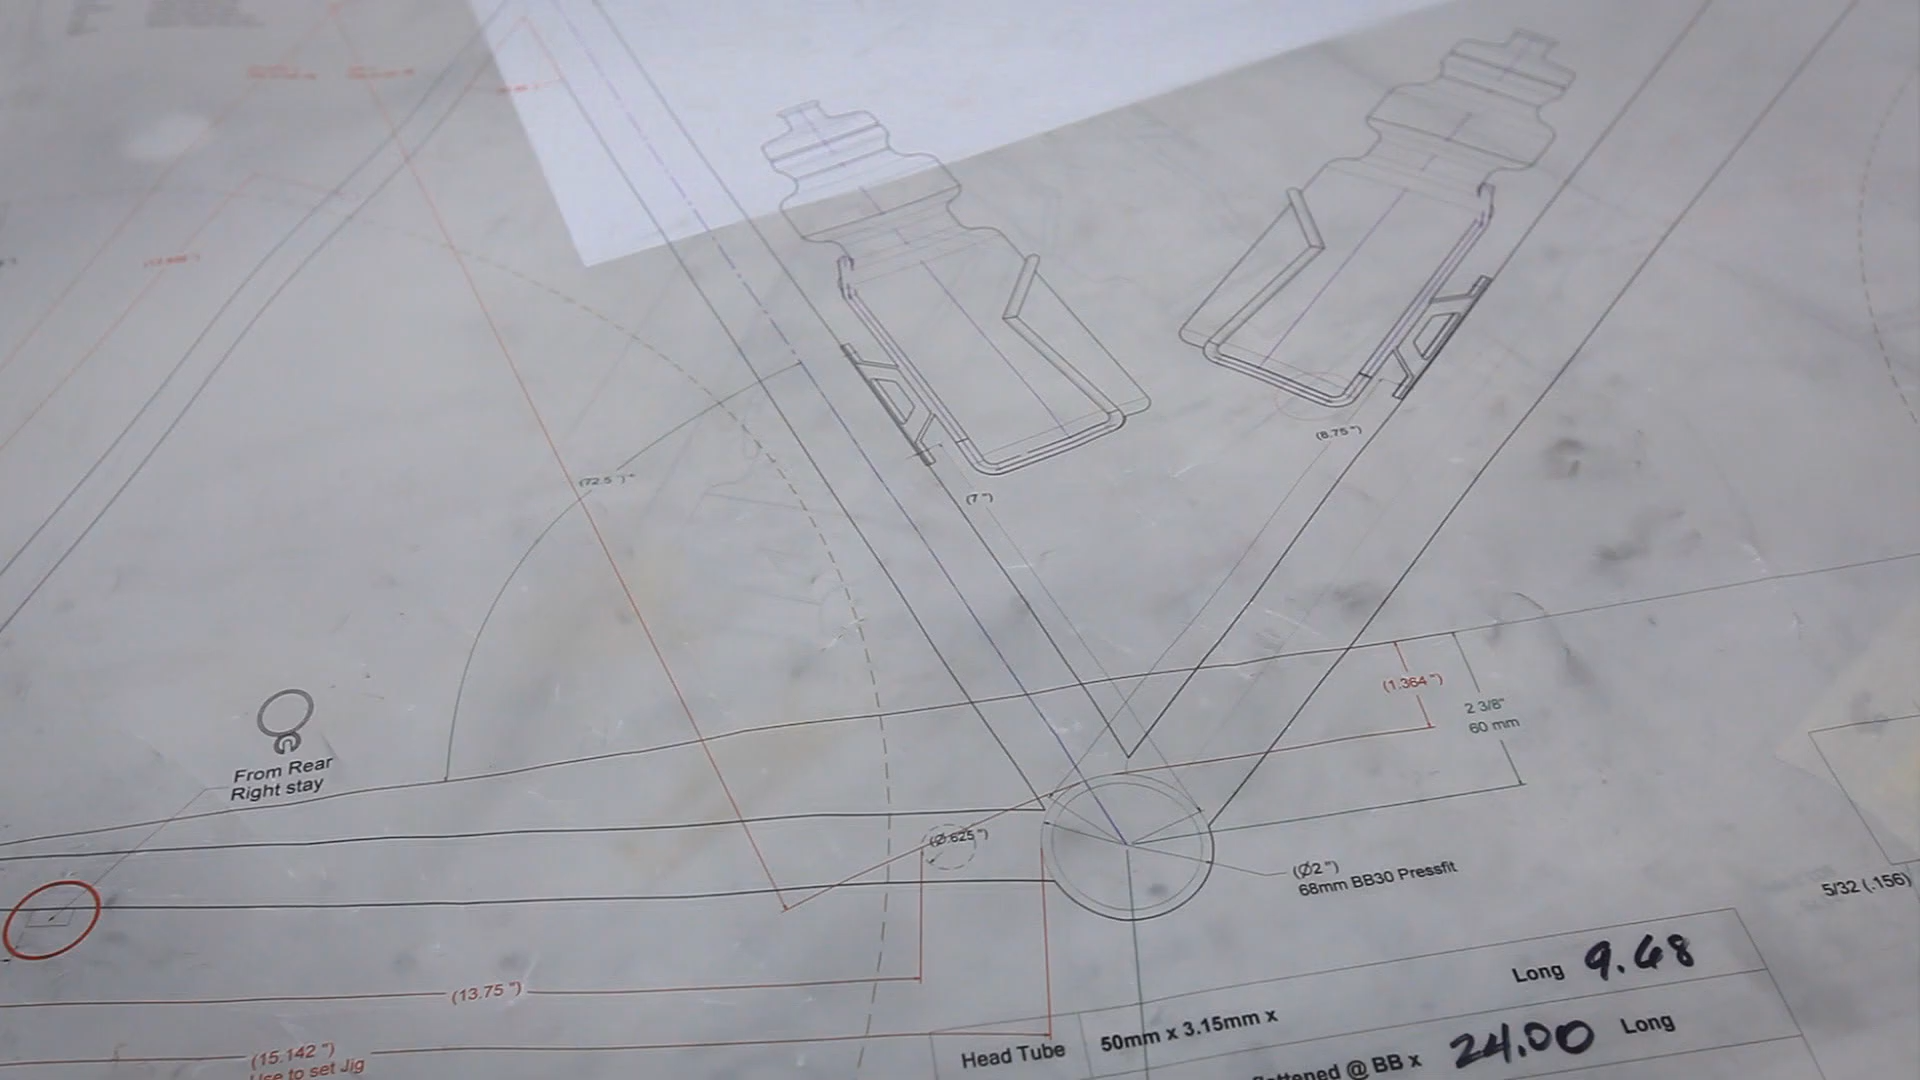 (72.5°)°
(7 ")
(8.75 ")
(1.364 ")
2 3/8"
60 mm
From Rear
Right stay
(Ø.625")
(Ø2")
68mm BB30 Pressfit
5/32 (.156)
(13.75 ")
(15.142 ")
Use to set Jig
Long 9.68
Head Tube 50mm x 3.15mm x
@ BB x 24.00 Long